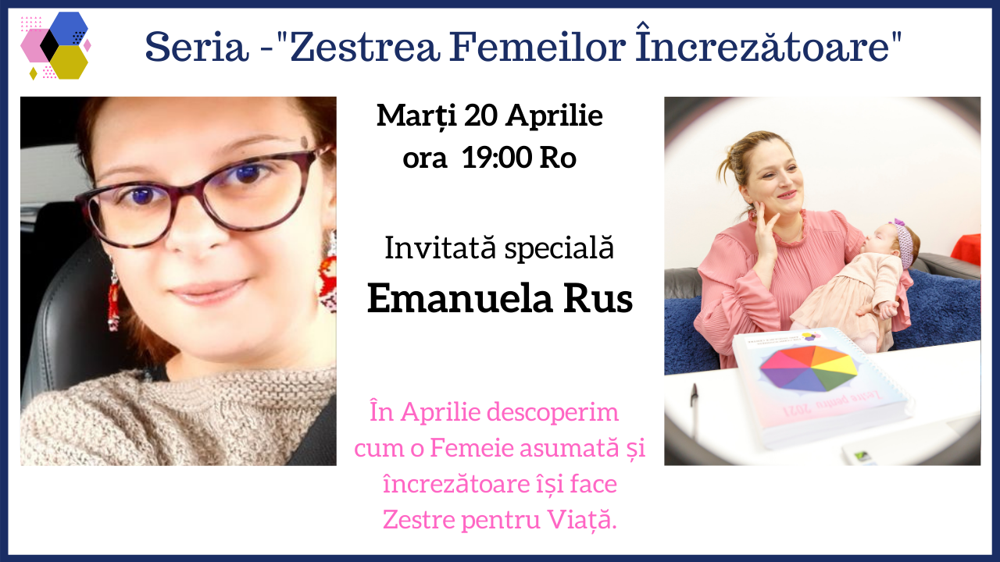 Seria -"Zestrea Femeilor Încrezătoare"
Marți 20 Aprilie
ora 19:00 Ro
Invitată specială
Emanuela Rus
În Aprilie descoperim
cum o Femeie asumată și
încrezătoare își face
Zestre pentru Viață.
Zestre pentru 2021